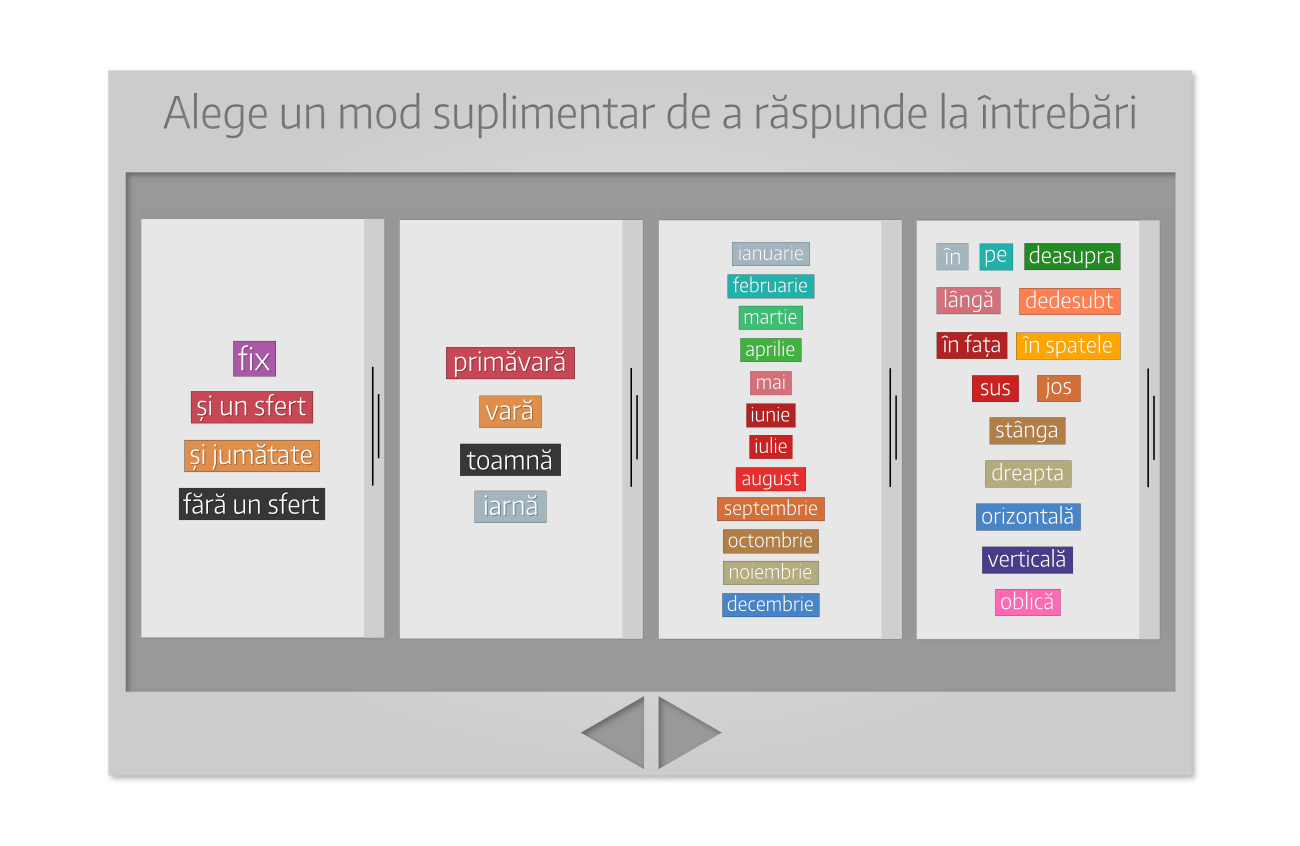 Alege un mod suplimentar de a răspunde la întrebări
fix
și un sfert
și jumătate
fără un sfert
primăvară
vară
toamnă
iarnă
ianuarie
februarie
martie
aprilie
mai
iunie
iulie
august
septembrie
octombrie
noiembrie
decembrie
în pe deasupra
lângă dedesubt
în fața în spatele
sus jos
stânga
dreapta
orizontală
verticală
oblică